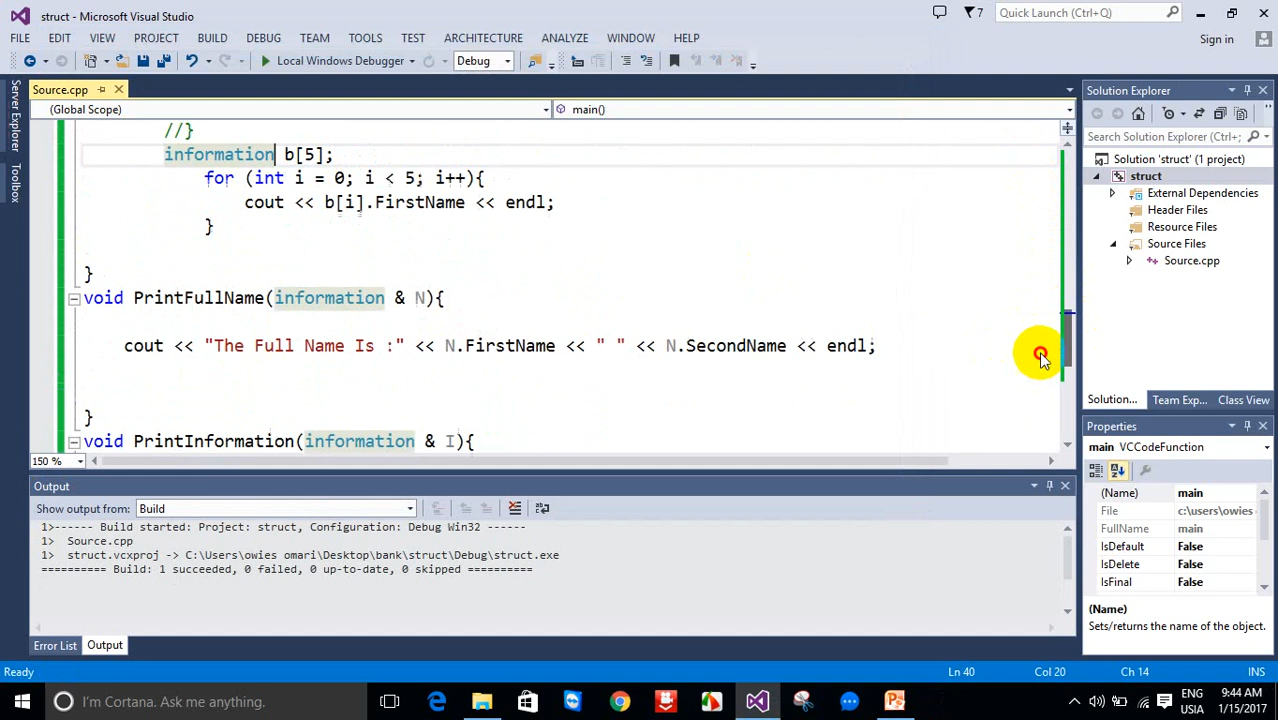 struct - Microsoft Visual Studio
7
Quick Launch (Ctrl+Q)
FILE EDIT VIEW PROJECT BUILD DEBUG TEAM TOOLS TEST ARCHITECTURE ANALYZE WINDOW HELP
Sign in
Local Windows Debugger
Debug
Server Explorer
Toolbox
Source.cpp
(Global Scope)
main()
//}
information b[5];
for (int i = 0; i < 5; i++){
cout << b[i].FirstName << endl;
}
}
void PrintFullName(information & N){
cout << "The Full Name Is :" << N.FirstName << " " << N.SecondName << endl;
}
void PrintInformation(information & I){
150 %
Solution Explorer
Search Solution Explorer (Ctrl+;)
Solution 'struct' (1 project)
struct
External Dependencies
Header Files
Resource Files
Source Files
Source.cpp
Solution... Team Exp... Class View
Properties
main VCCodeFunction
(Name) main
File c:\users\owies
FullName main
IsDefault False
IsDelete False
IsFinal False
(Name)
Sets/returns the name of the object.
Output
Show output from: Build
1>------ Build started: Project: struct, Configuration: Debug Win32 ------
1> Source.cpp
1> struct.vcxproj -> C:\Users\owies omari\Desktop\bank\struct\Debug\struct.exe
========== Build: 1 succeeded, 0 failed, 0 up-to-date, 0 skipped ==========
Error List Output
Ready
Ln 40 Col 20 Ch 14 INS
I'm Cortana. Ask me anything.
ENG
USIA
9:44 AM
1/15/2017